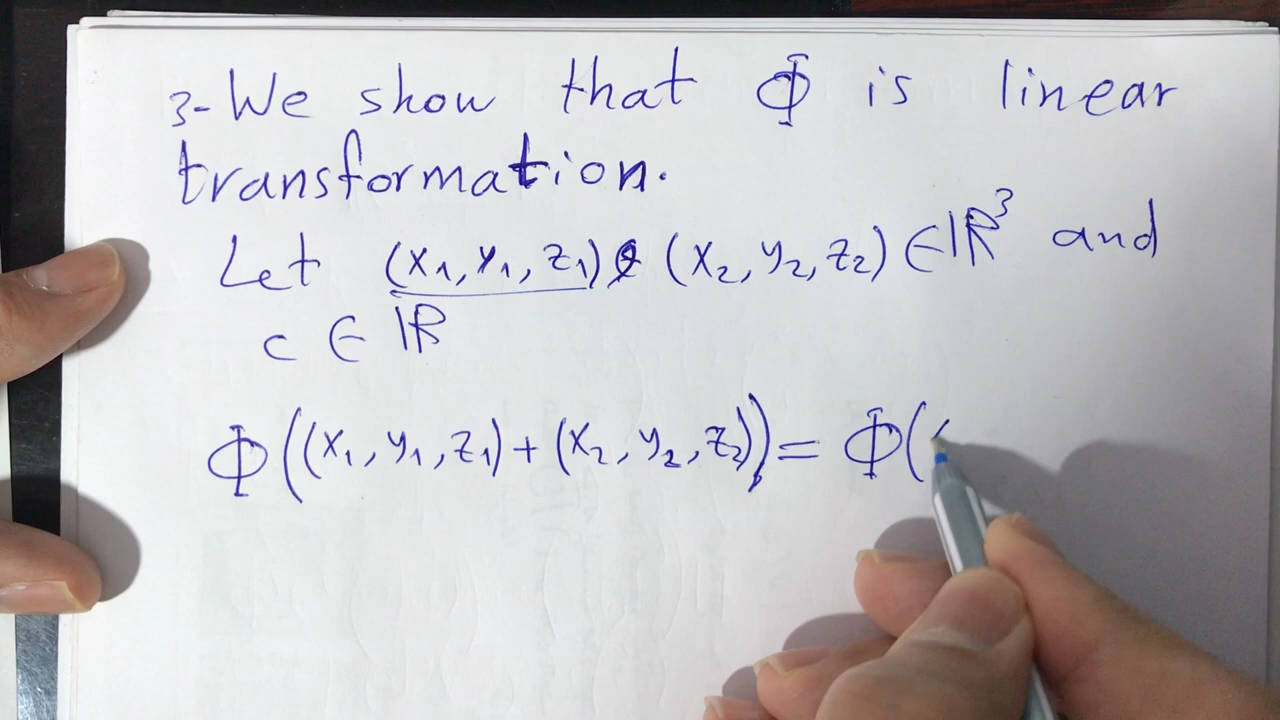 3- We show that Φ is linear
transformation.
Let (x₁, y₁, z₁), (x₂, y₂, z₂) ∈ ℝ³ and
c ∈ ℝ
Φ((x₁, y₁, z₁) + (x₂, y₂, z₂)) = Φ(